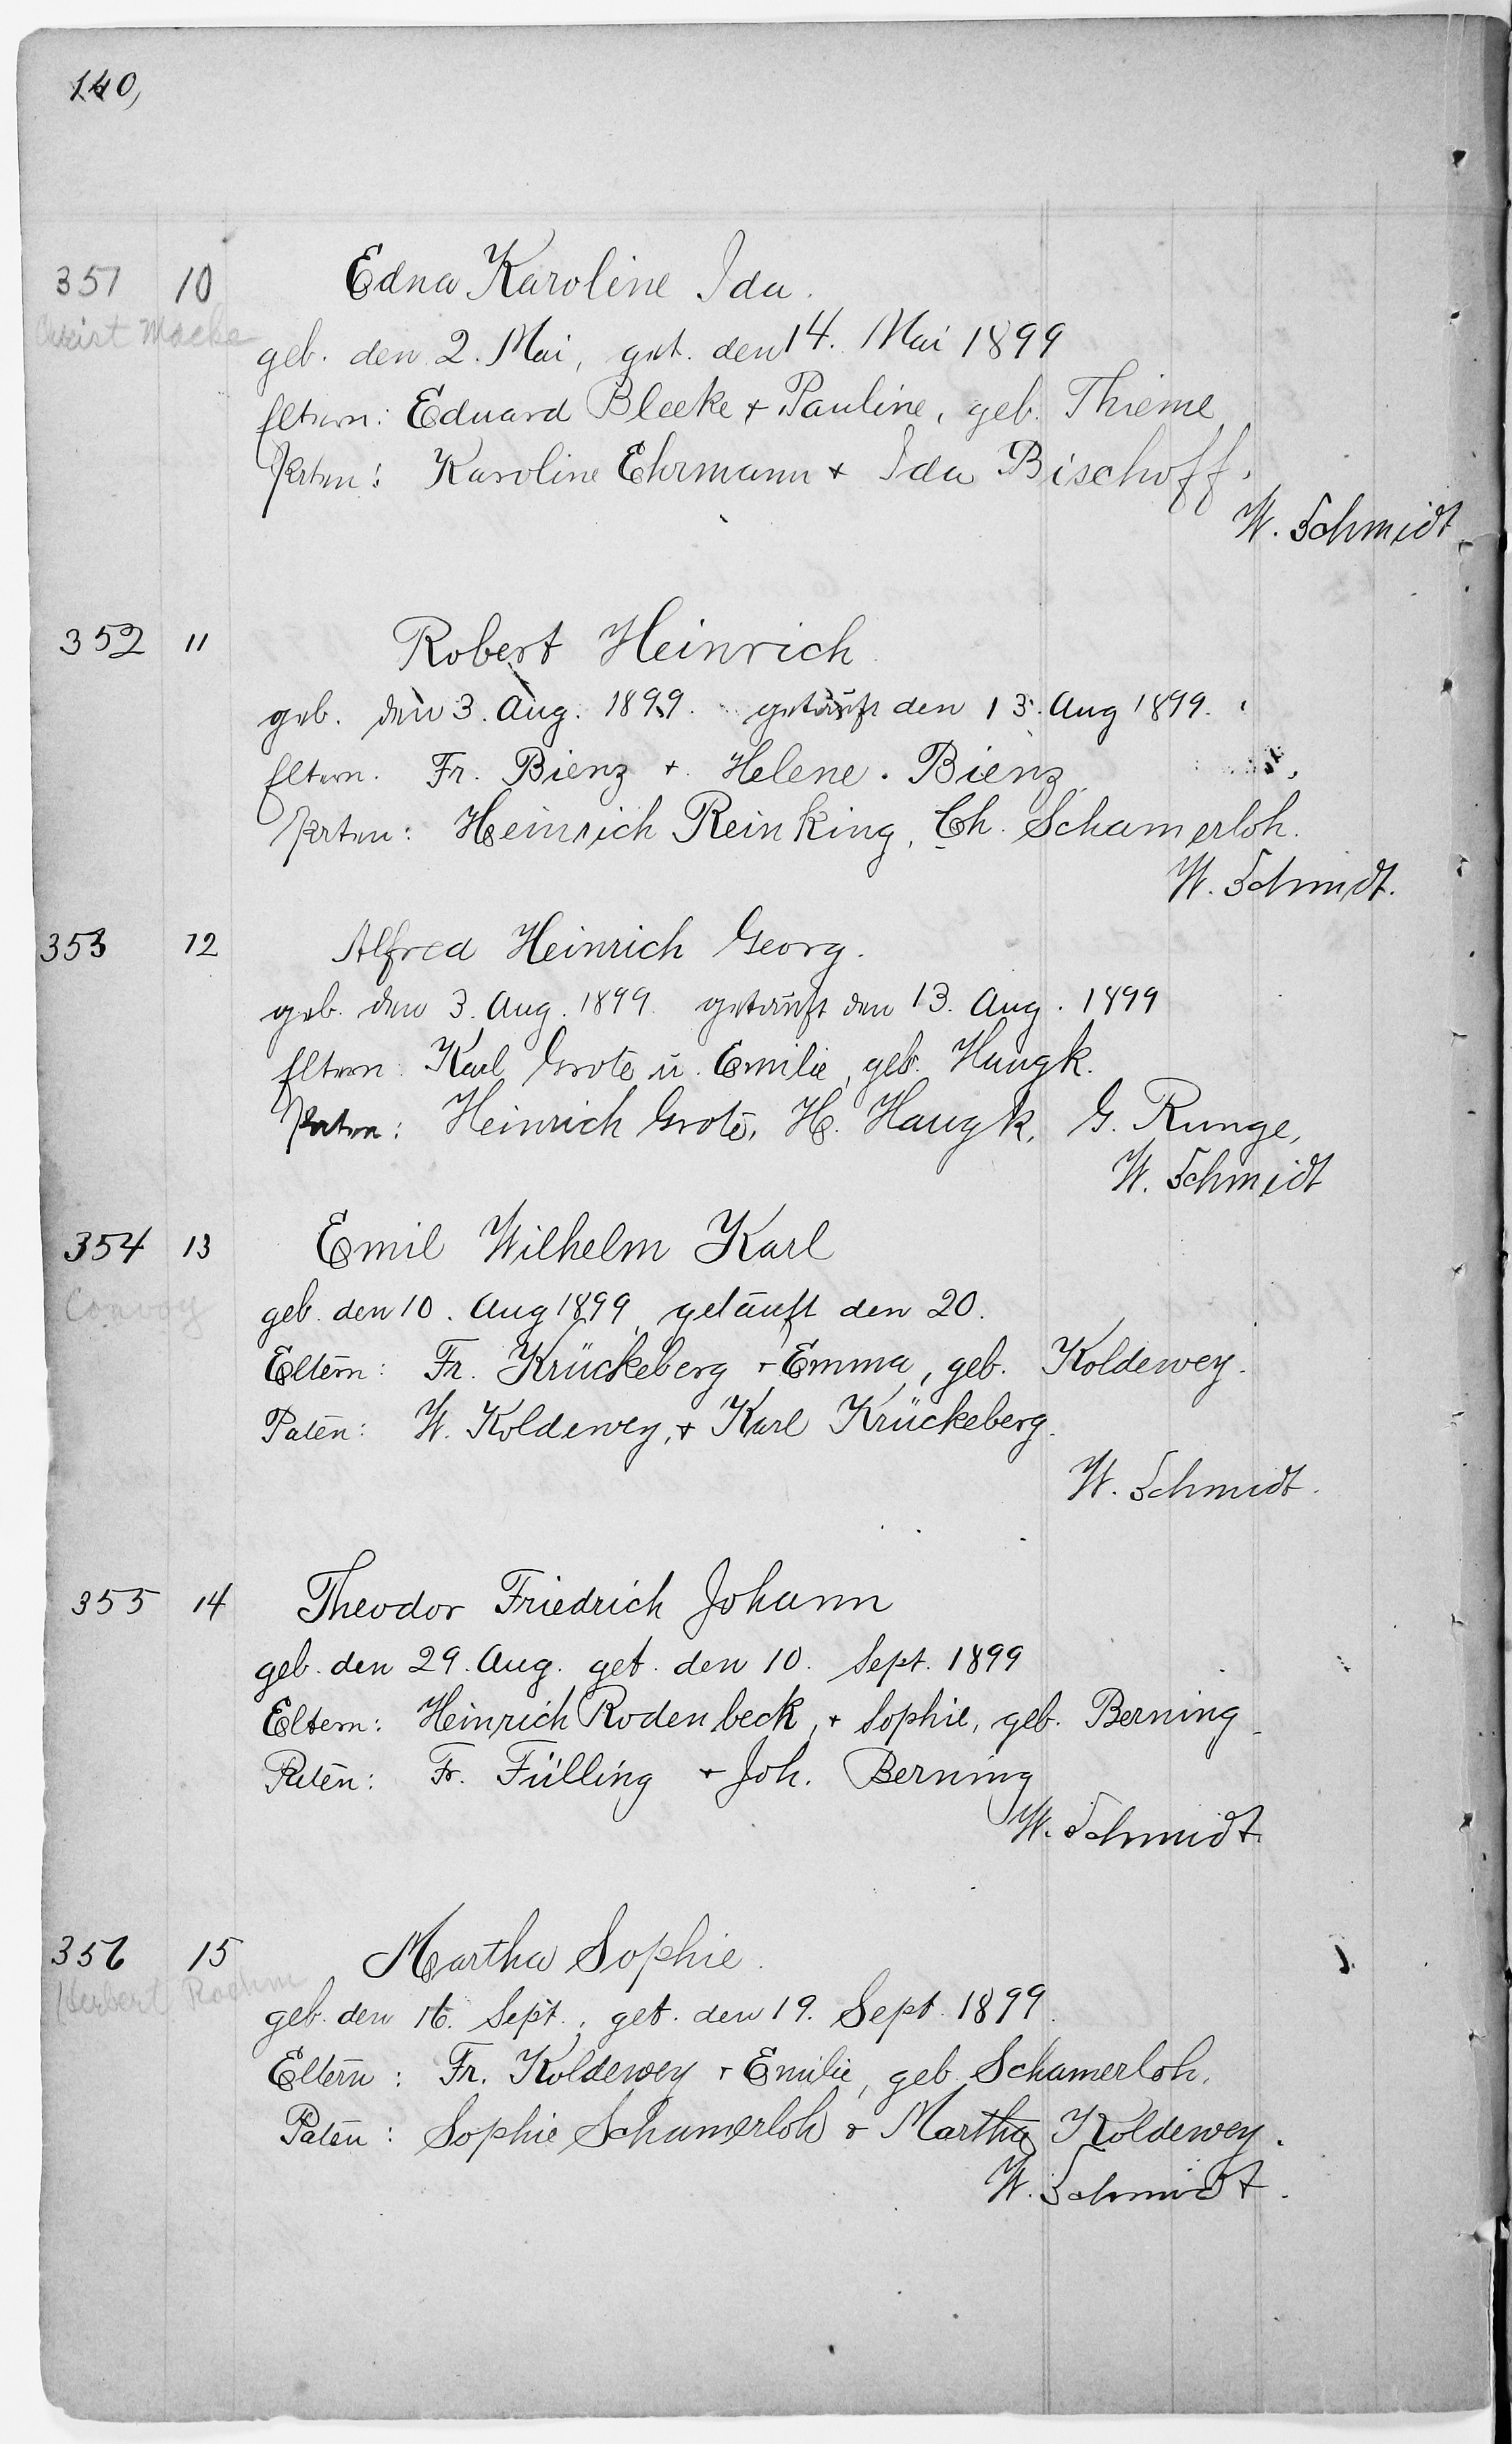 140,
351 10 Edna Karoline Ida.
Christ Macke
geb. den 2. Mai, get. den 14. Mai 1899
Eltern: Eduard Bleeke + Pauline, geb. Thieme
Paten: Karoline Ehrmann + Ida Bischoff.
W. Schmidt
352 11 Robert Heinrich
geb. den 3. Aug. 1899. getauft den 13. Aug 1899.
Eltern. Fr. Bienz + Helene. Bienz
Paten: Heinrich Reinking, Ch. Schamerloh.
W. Schmidt.
353 12 Alfred Heinrich Georg.
geb. den 3. Aug. 1899. getauft den 13. Aug. 1899
Eltern: Karl Grote u. Emilie, geb. Haugk.
Paten: Heinrich Grote, H. Haugk, G. Runge,
W. Schmidt
354 13 Emil Wilhelm Karl
Convoy
geb. den 10. Aug 1899, getauft den 20.
Eltern: Fr. Krückeberg + Emma, geb. Koldewey.
Paten: W. Koldewey, + Karl Krückeberg.
W. Schmidt.
355 14 Theodor Friedrich Johann
geb. den 29. Aug. get. den 10. Sept. 1899
Eltern: Heinrich Rodenbeck, + Sophie, geb. Berning
Paten: Fr. Fülling + Joh. Berning
W. Schmidt.
356 15 Martha Sophie.
Herbert Roehm
geb. den 16. Sept., get. den 19. Sept. 1899.
Eltern: Fr. Koldewey + Emilie, geb Schamerloh.
Paten: Sophie Schamerloh + Martha Koldewey.
W. Schmidt.